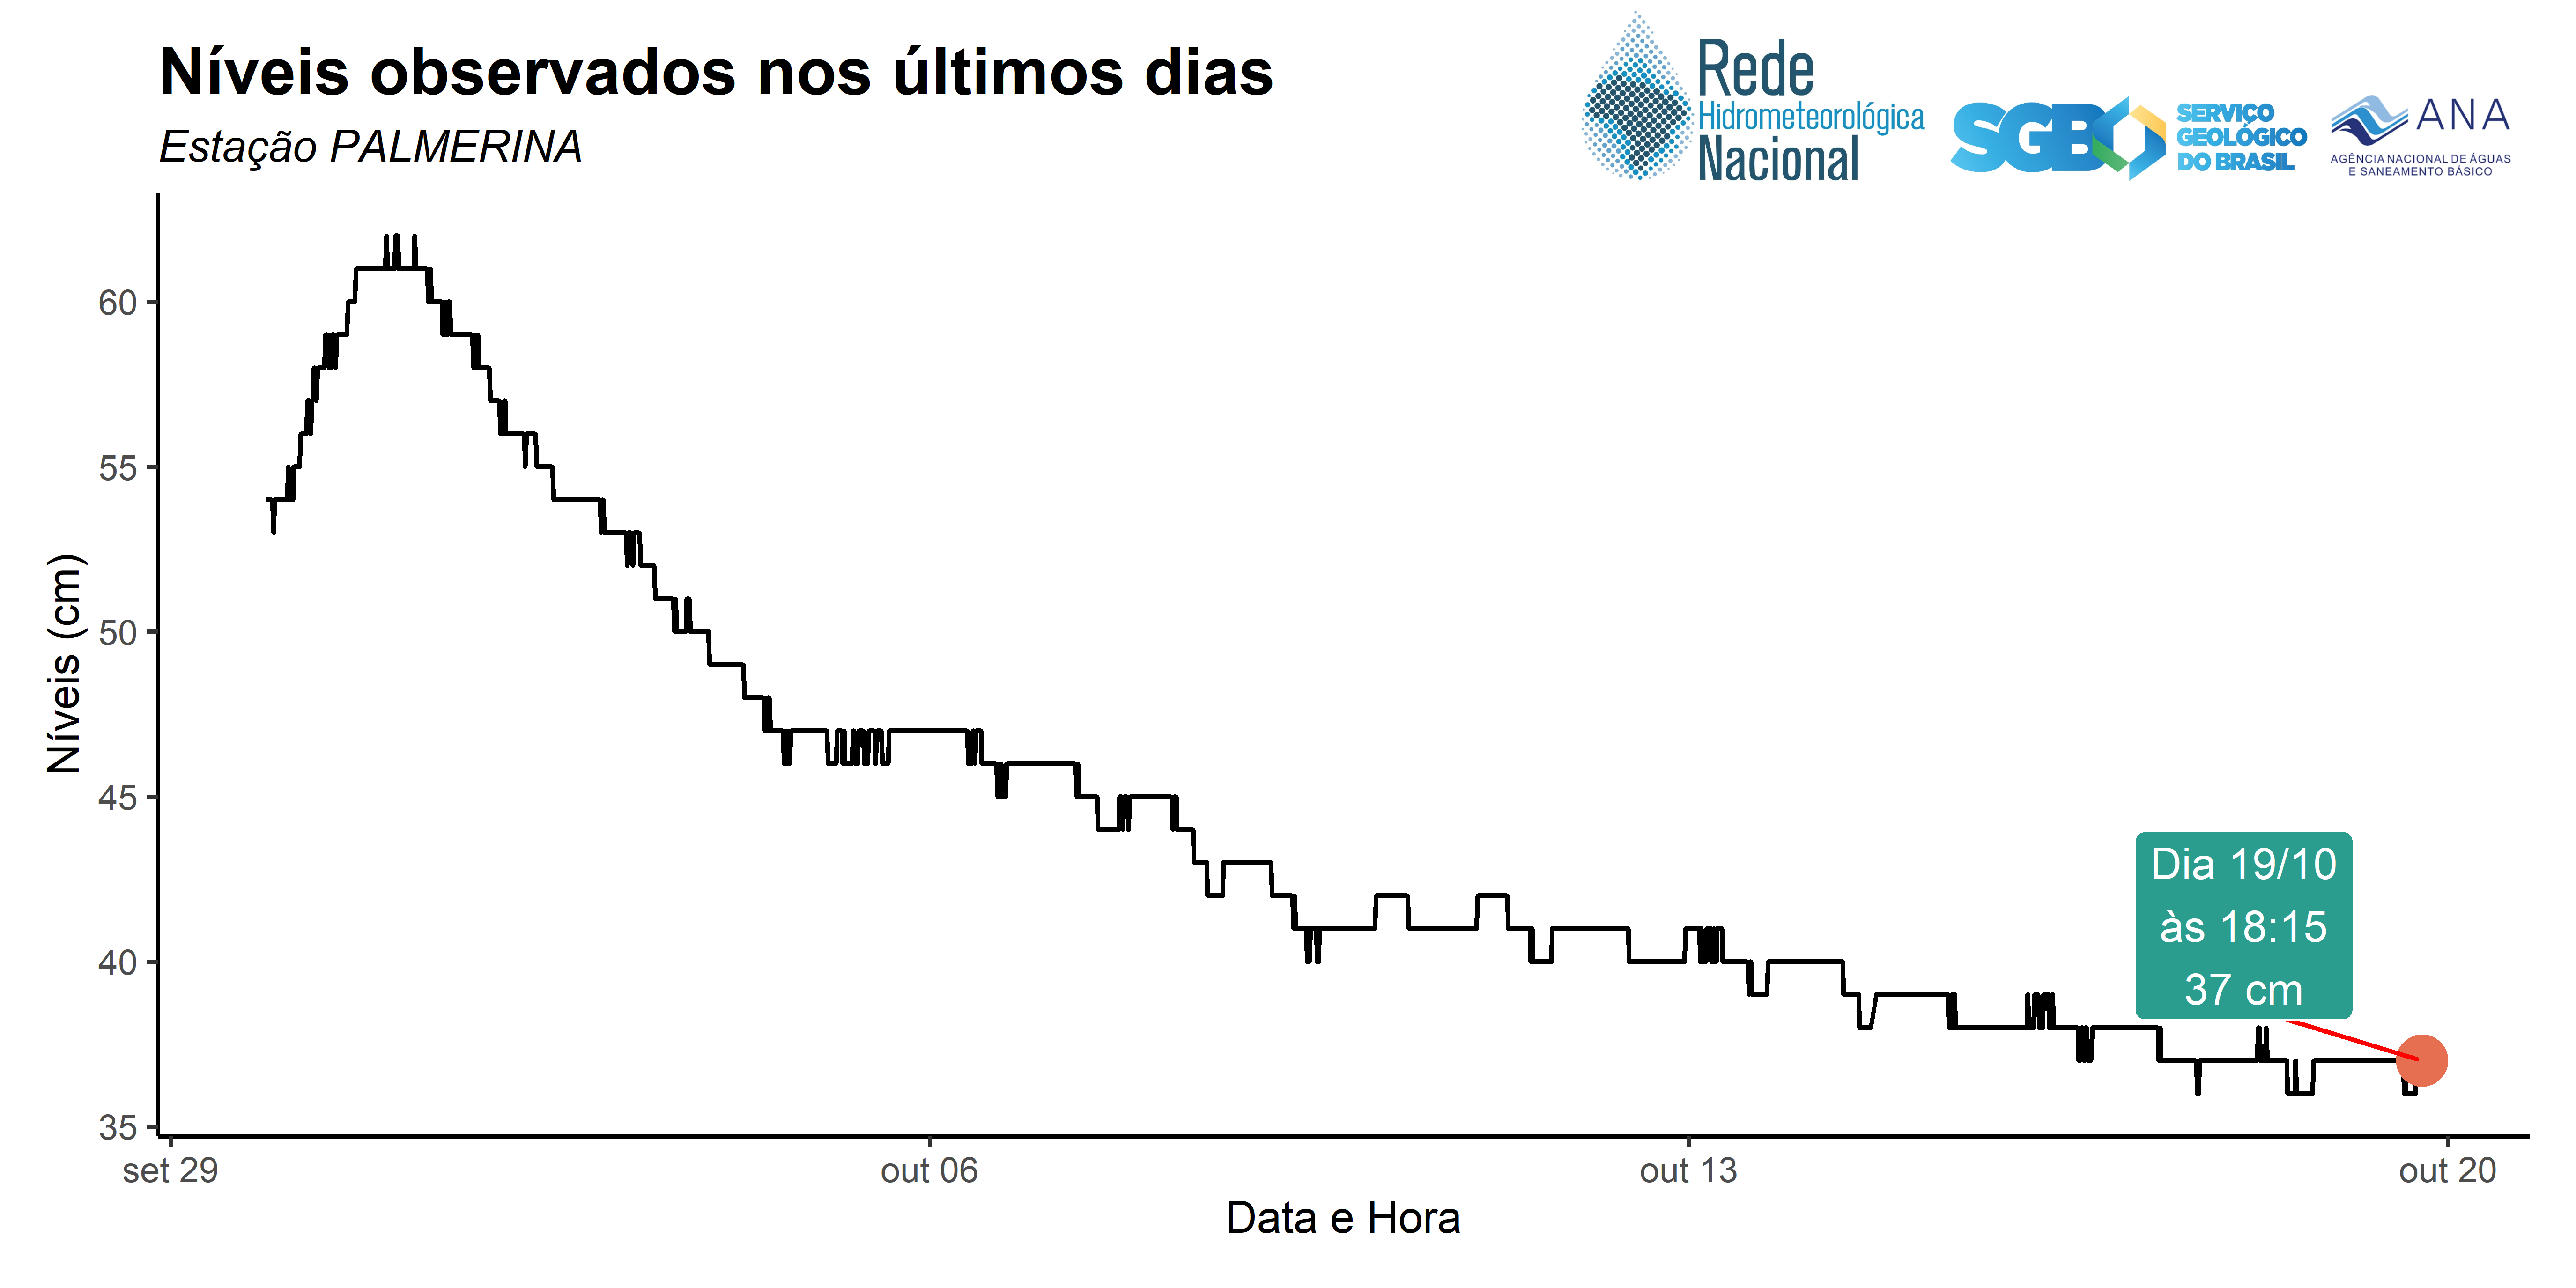 Níveis observados nos últimos dias
Estação PALMERINA
Rede
Hidrometeorológica
Nacional
SGB
SERVIÇO
GEOLÓGICO
DO BRASIL
ANA
AGÊNCIA NACIONAL DE ÁGUAS
E SANEAMENTO BÁSICO
Níveis (cm)
60
55
50
45
40
35
Dia 19/10
às 18:15
37 cm
set 29
out 06
out 13
out 20
Data e Hora